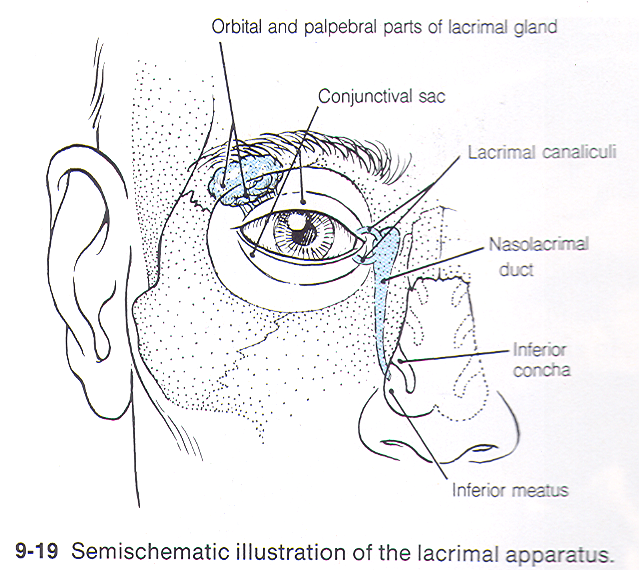 Orbital and palpebral parts of lacrimal gland
Conjunctival sac
Lacrimal canaliculi
Nasolacrimal
duct
Inferior
concha
Inferior meatus
9-19 Semischematic illustration of the lacrimal apparatus.